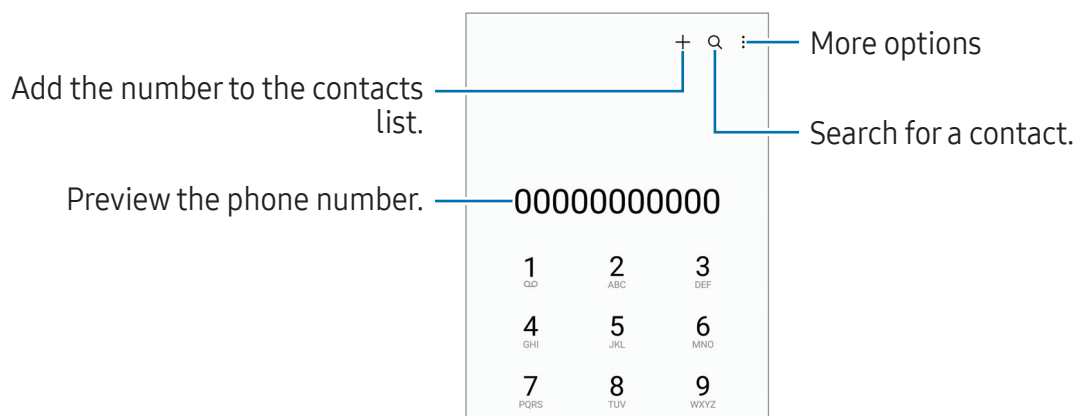 More options
Add the number to the contacts
list.
Search for a contact.
Preview the phone number.
00000000000
1 2 3
ABC DEF
4 5 6
GHI JKL MNO
7 8 9
PQRS TUV WXYZ